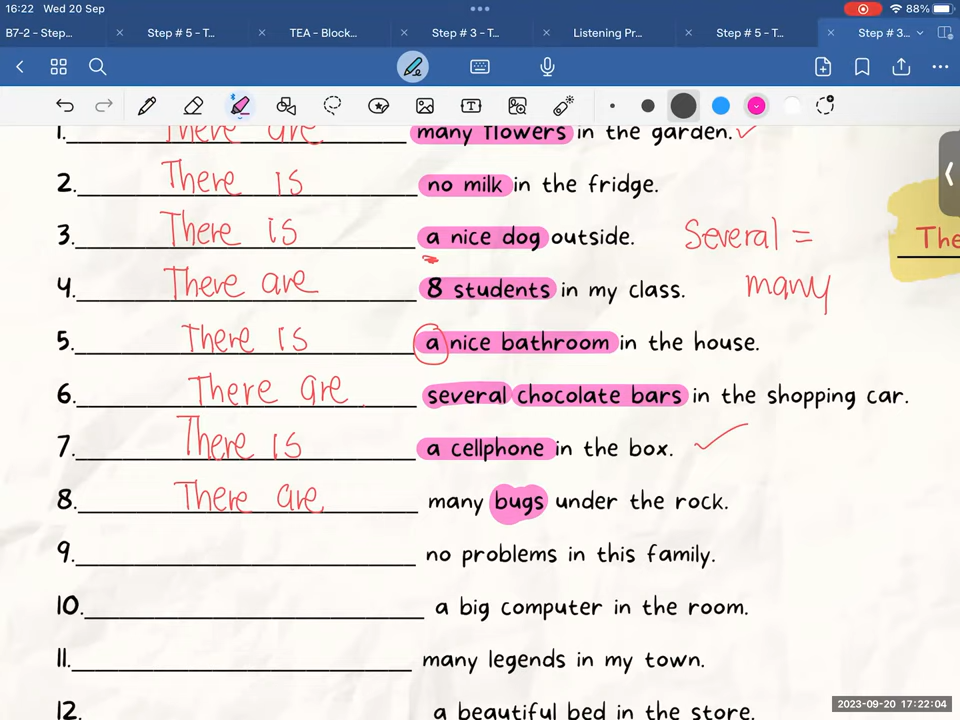 16:22 Wed 20 Sep 88%
B7-2 - Step... Step # 5 - T... TEA - Block... Step # 3 - T... Listening Pr... Step # 5 - T... Step # 3...
1. There are many flowers in the garden.
2. There is no milk in the fridge.
3. There is a nice dog outside. Several =
The
4. There are 8 students in my class. many
5. There is a nice bathroom in the house.
6. There are several chocolate bars in the shopping car.
7. There is a cellphone in the box.
8. There are many bugs under the rock.
9. no problems in this family.
10. a big computer in the room.
11. many legends in my town.
12. a beautiful bed in the store.
2023-09-20 17:22:04